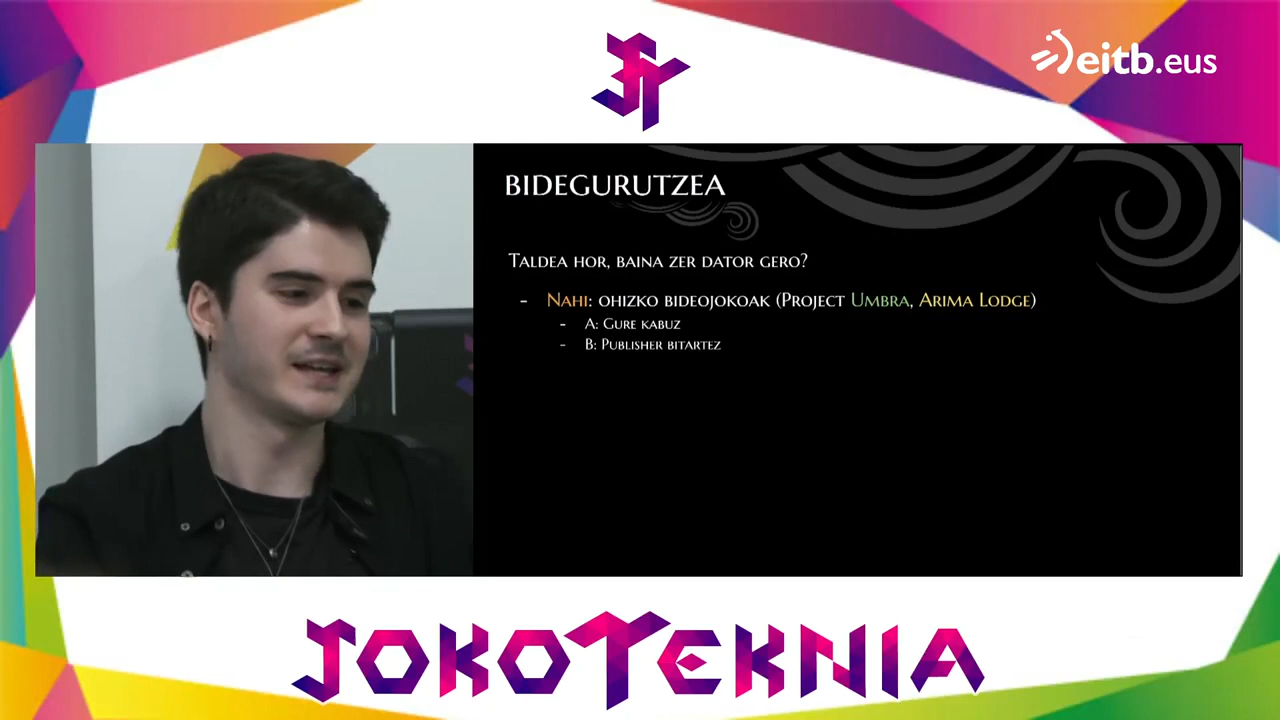 eitb.eus
BIDEGURUTZEA
TALDEA HOR, BAINA ZER DATOR GERO?
- NAHI: OHIZKO BIDEOJOKOAK (PROJECT UMBRA, ARIMA LODGE)
- A: GURE KABUZ
- B: PUBLISHER BITARTEZ
JOKOTEKNIA